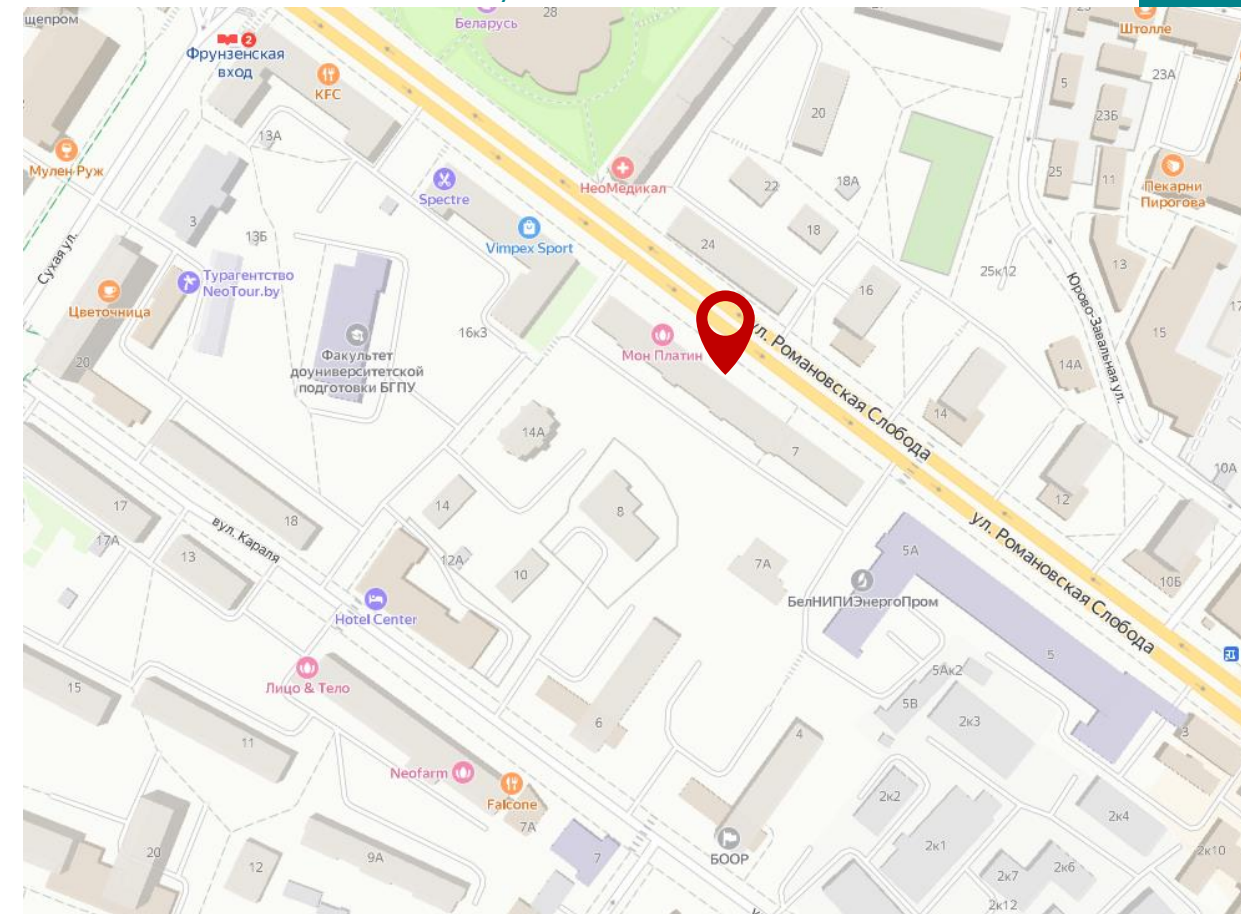 щепром
Беларусь
28
Штолле
2
Фрунзенская
вход
KFC
5
23А
23Б
20
13А
Мулен Руж
НеоМедикал
22
18А
25
11
Пекарни
Пирогова
Spectre
3
Сухая ул.
13Б
Vimpex Sport
24
18
13
Турагентство
NeoTour.by
16
25к12
Юрово-Завальная ул.
Цветочница
16к3
Мон Платин
15
17
Факультет
доуниверситетской
подготовки БГПУ
20
ул. Романовская Слобода
14А
14
14А
7
10А
17
18
14
8
12
вул. Караля
ул. Романовская Слобода
17А
13
12А
10
7А
5А
10Б
БелНИПИЭнергоПром
Hotel Center
5
15
Лицо & Тело
5Ак2
5В
6
2к3
4
3
11
Neofarm
Falcone
7А
2к2
2к4
20
12
9А
7
БООР
2к1
2к10
2к7
2к6
2к12